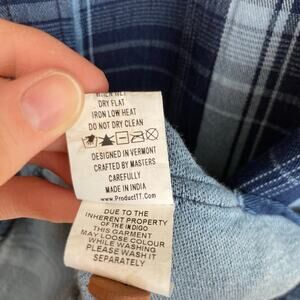 WHEN WET
DRY FLAT
IRON LOW HEAT
DO NOT DRY CLEAN
DESIGNED IN VERMONT
CRAFTED BY MASTERS
CAREFULLY
MADE IN INDIA
www.ProductTT.Com
DUE TO THE
INHERENT PROPERTY
OF THE INDIGO
THIS GARMENT
MAY LOOSE COLOUR
WHILE WASHING
PLEASE WASH IT
SEPARATELY